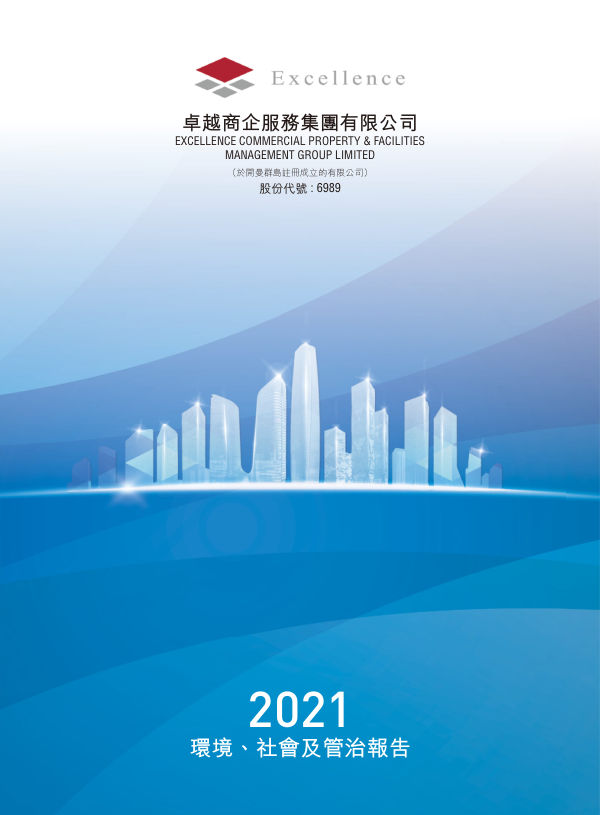 Excellence
卓越商企服務集團有限公司
EXCELLENCE COMMERCIAL PROPERTY & FACILITIES
MANAGEMENT GROUP LIMITED
（於開曼群島註冊成立的有限公司）
股份代號 : 6989
2021
環境、社會及管治報告